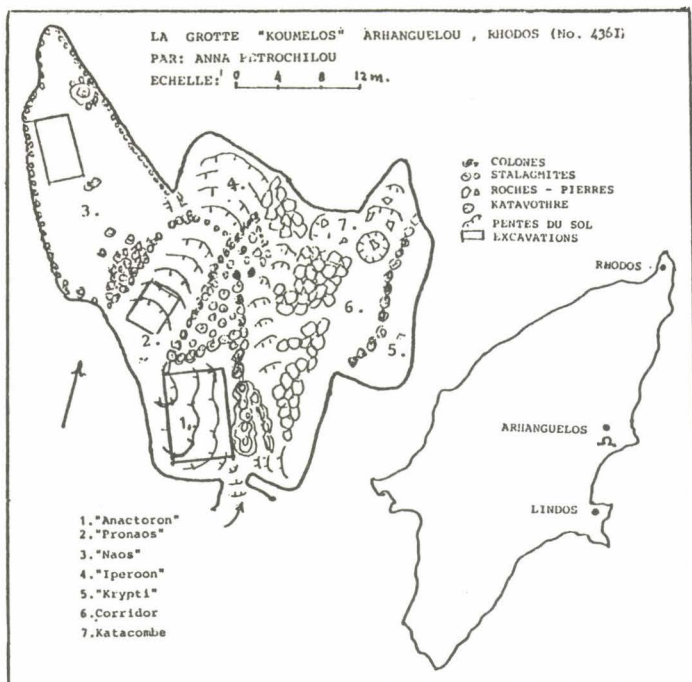 LA GROTTE "KOUMELOS" ARHANGUELOU , RHODOS (No. 4361)
PAR: ANNA PETROCHILOU
ECHELLE: 0 4 8 12 m.
COLONES
STALAGMITES
ROCHES - PIERRES
KATAVOTHRE
PENTES DU SOL
EXCAVATIONS
4.
3.
7.
6.
2.
5.
1.
RHODOS
ARHANGUELOS
LINDOS
1."Anactoron"
2."Pronaos"
3."Naos"
4."Iperoon"
5."Krypti"
6.Corridor
7.Katacombe